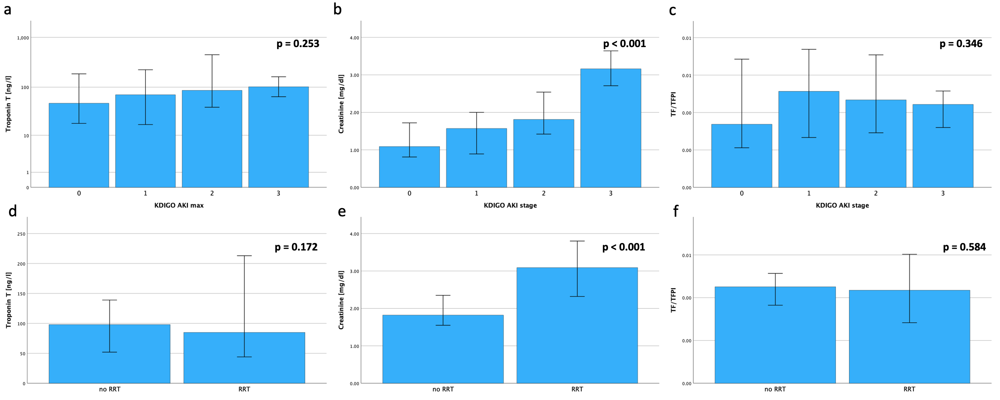 a
p = 0.253
Troponin T [ng/l]
1,000
100
10
1
0
0 1 2 3
KDIGO AKI max
b
p < 0.001
Creatinine [mg/dl]
4.00
3.00
2.00
1.00
0.00
0 1 2 3
KDIGO AKI stage
c
p = 0.346
TF/TFPI
0.01
0.01
0.00
0.00
0.00
0 1 2 3
KDIGO AKI stage
d
p = 0.172
Troponin T [ng/l]
250
200
150
100
50
0
no RRT RRT
e
p < 0.001
Creatinine [mg/dl]
4.00
3.00
2.00
1.00
0.00
no RRT RRT
f
p = 0.584
TF/TFPI
0.01
0.00
0.00
0.00
no RRT RRT